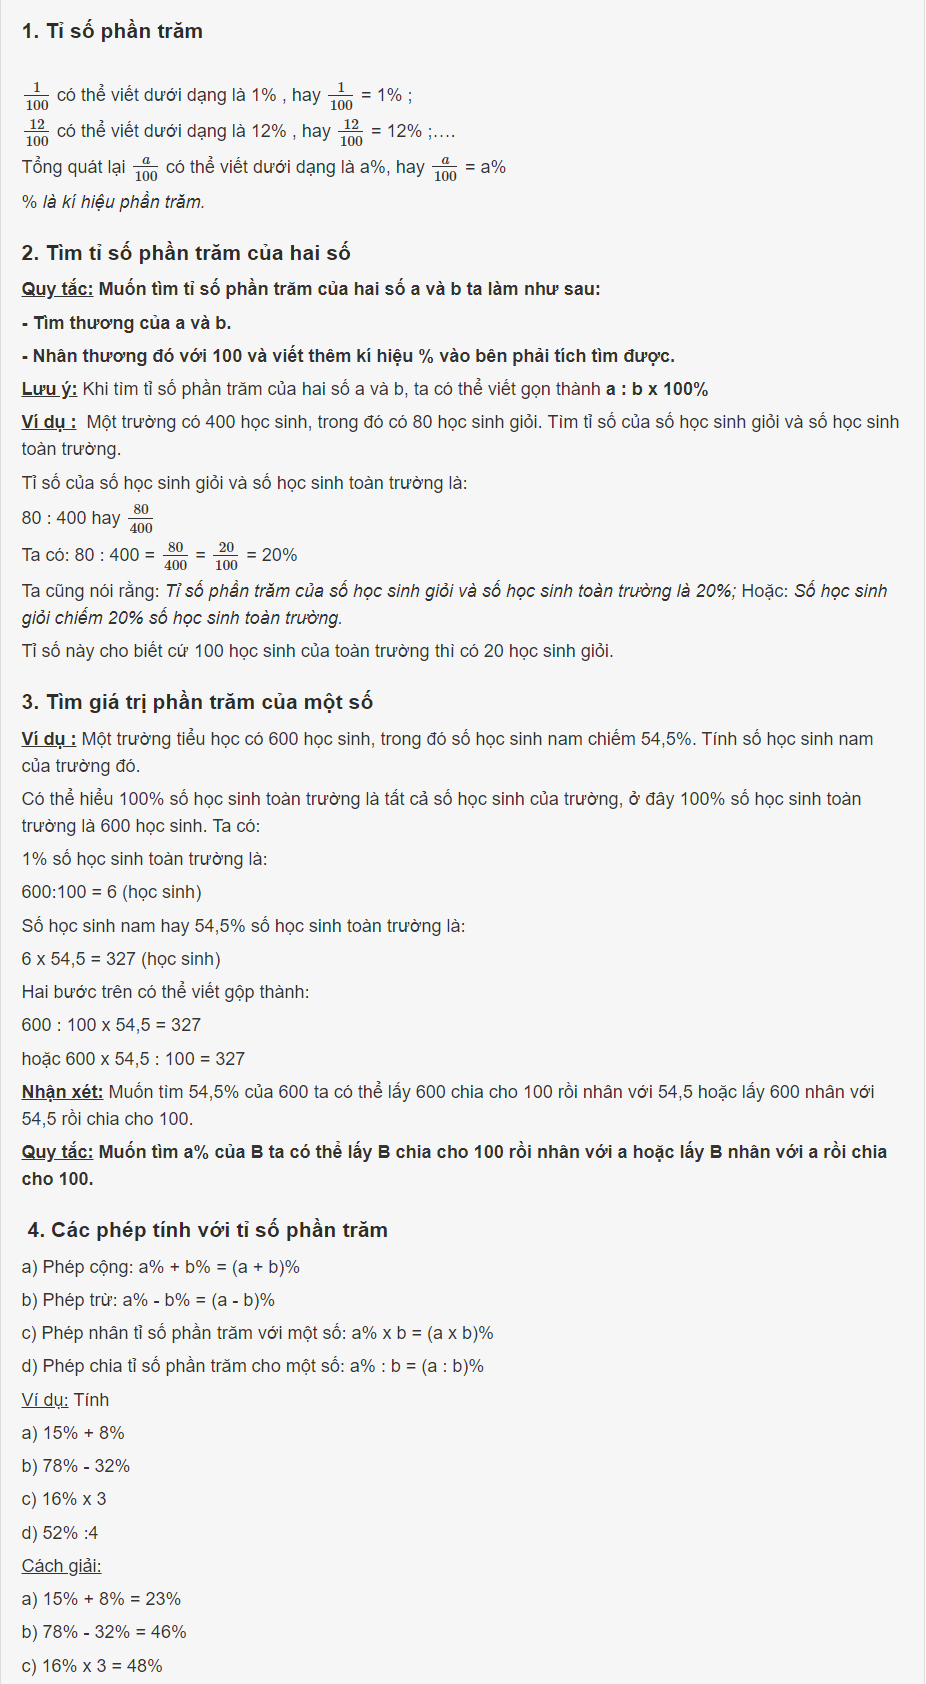 1. Tỉ số phần trăm
1/100 có thể viết dưới dạng là 1% , hay 1/100 = 1% ;
12/100 có thể viết dưới dạng là 12% , hay 12/100 = 12% ;....
Tổng quát lại a/100 có thể viết dưới dạng là a%, hay a/100 = a%
% là kí hiệu phần trăm.
2. Tìm tỉ số phần trăm của hai số
Quy tắc: Muốn tìm tỉ số phần trăm của hai số a và b ta làm như sau:
- Tìm thương của a và b.
- Nhân thương đó với 100 và viết thêm kí hiệu % vào bên phải tích tìm được.
Lưu ý: Khi tìm tỉ số phần trăm của hai số a và b, ta có thể viết gọn thành a : b x 100%
Ví dụ : Một trường có 400 học sinh, trong đó có 80 học sinh giỏi. Tìm tỉ số của số học sinh giỏi và số học sinh
toàn trường.
Tỉ số của số học sinh giỏi và số học sinh toàn trường là:
80 : 400 hay 80/400
Ta có: 80 : 400 = 80/400 = 20/100 = 20%
Ta cũng nói rằng: Tỉ số phần trăm của số học sinh giỏi và số học sinh toàn trường là 20%; Hoặc: Số học sinh
giỏi chiếm 20% số học sinh toàn trường.
Tỉ số này cho biết cứ 100 học sinh của toàn trường thì có 20 học sinh giỏi.
3. Tìm giá trị phần trăm của một số
Ví dụ : Một trường tiểu học có 600 học sinh, trong đó số học sinh nam chiếm 54,5%. Tính số học sinh nam
của trường đó.
Có thể hiểu 100% số học sinh toàn trường là tất cả số học sinh của trường, ở đây 100% số học sinh toàn
trường là 600 học sinh. Ta có:
1% số học sinh toàn trường là:
600:100 = 6 (học sinh)
Số học sinh nam hay 54,5% số học sinh toàn trường là:
6 x 54,5 = 327 (học sinh)
Hai bước trên có thể viết gộp thành:
600 : 100 x 54,5 = 327
hoặc 600 x 54,5 : 100 = 327
Nhận xét: Muốn tìm 54,5% của 600 ta có thể lấy 600 chia cho 100 rồi nhân với 54,5 hoặc lấy 600 nhân với
54,5 rồi chia cho 100.
Quy tắc: Muốn tìm a% của B ta có thể lấy B chia cho 100 rồi nhân với a hoặc lấy B nhân với a rồi chia
cho 100.
4. Các phép tính với tỉ số phần trăm
a) Phép cộng: a% + b% = (a + b)%
b) Phép trừ: a% - b% = (a - b)%
c) Phép nhân tỉ số phần trăm với một số: a% x b = (a x b)%
d) Phép chia tỉ số phần trăm cho một số: a% : b = (a : b)%
Ví dụ: Tính
a) 15% + 8%
b) 78% - 32%
c) 16% x 3
d) 52% :4
Cách giải:
a) 15% + 8% = 23%
b) 78% - 32% = 46%
c) 16% x 3 = 48%